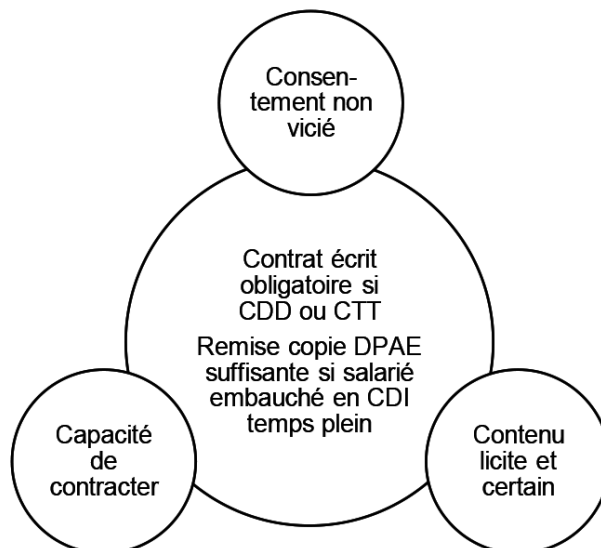 Consen-
tement non
vicié
Contrat écrit
obligatoire si
CDD ou CTT
Remise copie DPAE
suffisante si salarié
embauché en CDI
temps plein
Capacité
de
contracter
Contenu
licite et
certain